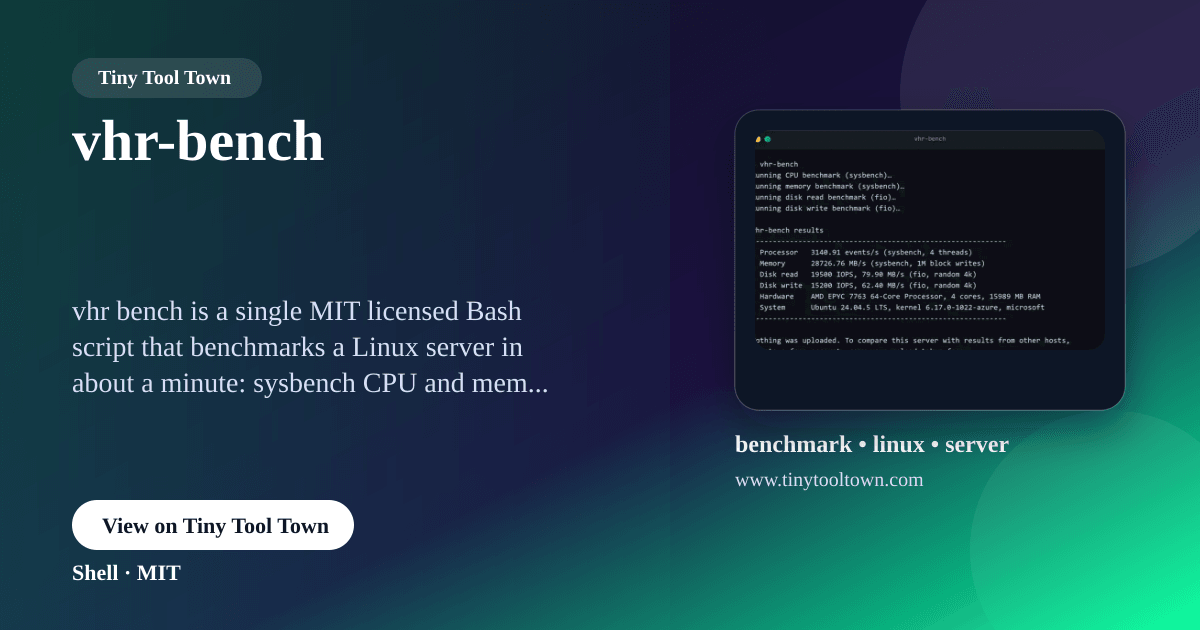 Tiny Tool Town
vhr-bench
vhr bench is a single MIT licensed Bash
script that benchmarks a Linux server in
about a minute: sysbench CPU and mem...
View on Tiny Tool Town
Shell · MIT
vhr-bench
vhr-bench
unning CPU benchmark (sysbench)…
unning memory benchmark (sysbench)…
unning disk read benchmark (fio)…
unning disk write benchmark (fio)…
hr-bench results
Processor 3140.91 events/s (sysbench, 4 threads)
Memory 28726.76 MB/s (sysbench, 1M block writes)
Disk read 19500 IOPS, 79.90 MB/s (fio, random 4k)
Disk write 15200 IOPS, 62.40 MB/s (fio, random 4k)
Hardware AMD EPYC 7763 64-Core Processor, 4 cores, 15989 MB RAM
System Ubuntu 24.04.5 LTS, kernel 6.17.0-1022-azure, microsoft
othing was uploaded. To compare this server with results from other hosts,
benchmark • linux • server
www.tinytooltown.com